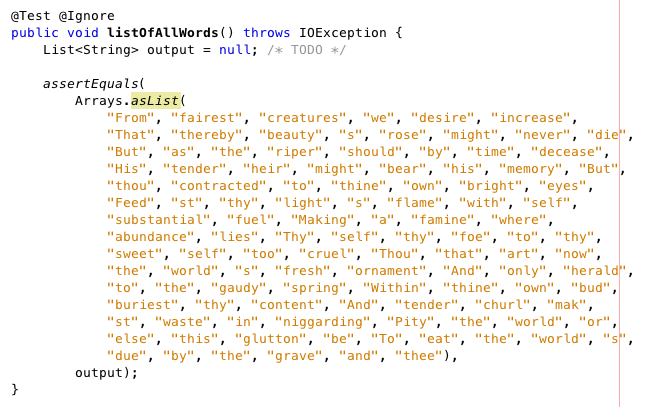 @Test @Ignore
public void listOfAllWords() throws IOException {
    List<String> output = null; /* TODO */

    assertEquals(
        Arrays.asList(
            "From", "fairest", "creatures", "we", "desire", "increase",
            "That", "thereby", "beauty", "s", "rose", "might", "never", "die",
            "But", "as", "the", "riper", "should", "by", "time", "decease",
            "His", "tender", "heir", "might", "bear", "his", "memory", "But",
            "thou", "contracted", "to", "thine", "own", "bright", "eyes",
            "Feed", "st", "thy", "light", "s", "flame", "with", "self",
            "substantial", "fuel", "Making", "a", "famine", "where",
            "abundance", "lies", "Thy", "self", "thy", "foe", "to", "thy",
            "sweet", "self", "too", "cruel", "Thou", "that", "art", "now",
            "the", "world", "s", "fresh", "ornament", "And", "only", "herald",
            "to", "the", "gaudy", "spring", "Within", "thine", "own", "bud",
            "buriest", "thy", "content", "And", "tender", "churl", "mak",
            "st", "waste", "in", "niggarding", "Pity", "the", "world", "or",
            "else", "this", "glutton", "be", "To", "eat", "the", "world", "s",
            "due", "by", "the", "grave", "and", "thee"),
        output);
}